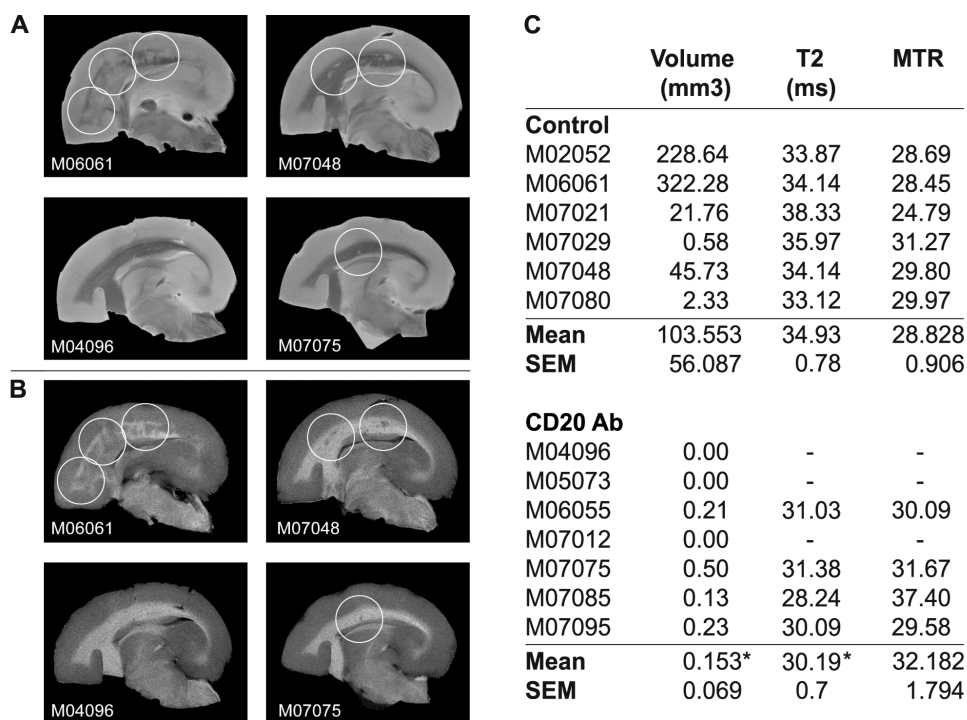 A
M06061
M07048
M04096
M07075
B
M06061
M07048
M04096
M07075
C
Volume T2 MTR
(mm3) (ms)
Control
M02052 228.64 33.87 28.69
M06061 322.28 34.14 28.45
M07021 21.76 38.33 24.79
M07029 0.58 35.97 31.27
M07048 45.73 34.14 29.80
M07080 2.33 33.12 29.97
Mean 103.553 34.93 28.828
SEM 56.087 0.78 0.906
CD20 Ab
M04096 0.00 - -
M05073 0.00 - -
M06055 0.21 31.03 30.09
M07012 0.00 - -
M07075 0.50 31.38 31.67
M07085 0.13 28.24 37.40
M07095 0.23 30.09 29.58
Mean 0.153* 30.19* 32.182
SEM 0.069 0.7 1.794